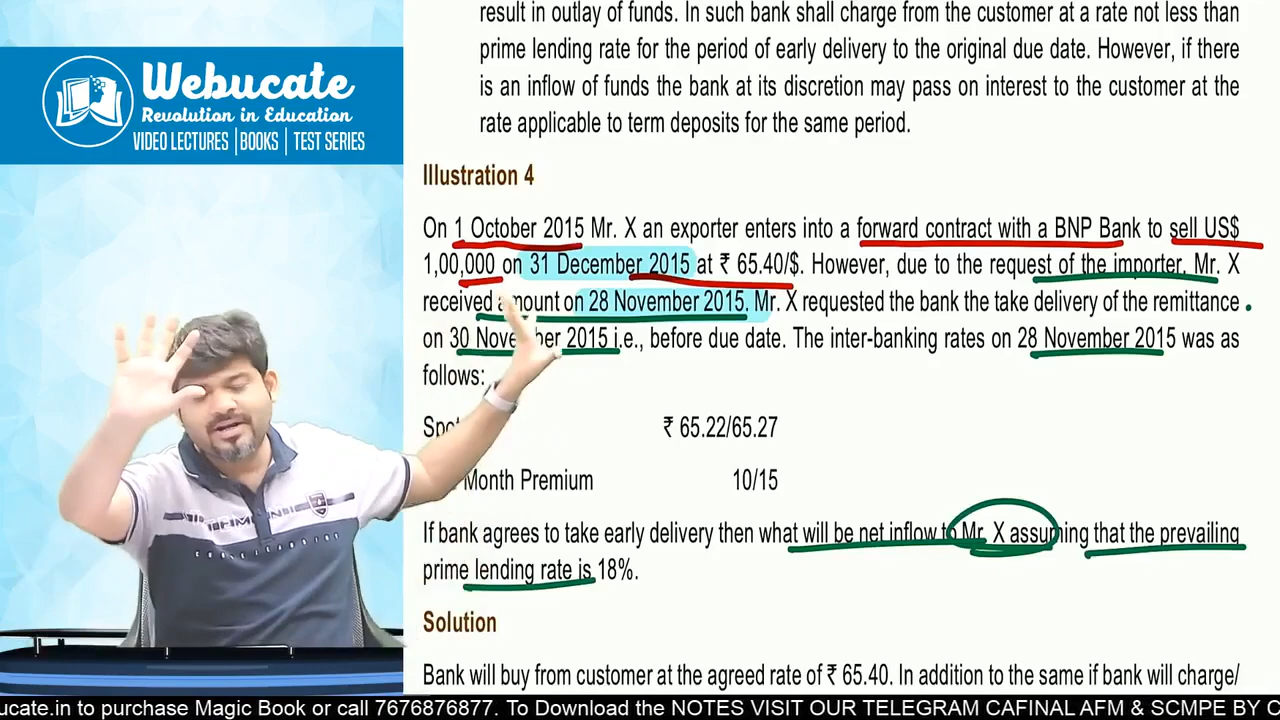 result in outlay of funds. In such bank shall charge from the customer at a rate not less than
prime lending rate for the period of early delivery to the original due date. However, if there
is an inflow of funds the bank at its discretion may pass on interest to the customer at the
rate applicable to term deposits for the same period.
Webucate
Revolution in Education
VIDEO LECTURES | BOOKS | TEST SERIES
Illustration 4
On 1 October 2015 Mr. X an exporter enters into a forward contract with a BNP Bank to sell US$
1,00,000 on 31 December 2015 at ₹ 65.40/$. However, due to the request of the importer, Mr. X
received amount on 28 November 2015. Mr. X requested the bank the take delivery of the remittance
on 30 November 2015 i.e., before due date. The inter-banking rates on 28 November 2015 was as
follows:
₹ 65.22/65.27
Month Premium 10/15
If bank agrees to take early delivery then what will be net inflow to Mr. X assuming that the prevailing
prime lending rate is 18%.
Solution
Bank will buy from customer at the agreed rate of ₹ 65.40. In addition to the same if bank will charge/
ucate.in to purchase Magic Book or call 7676876877. To Download the NOTES VISIT OUR TELEGRAM CAFINAL AFM & SCMPE BY